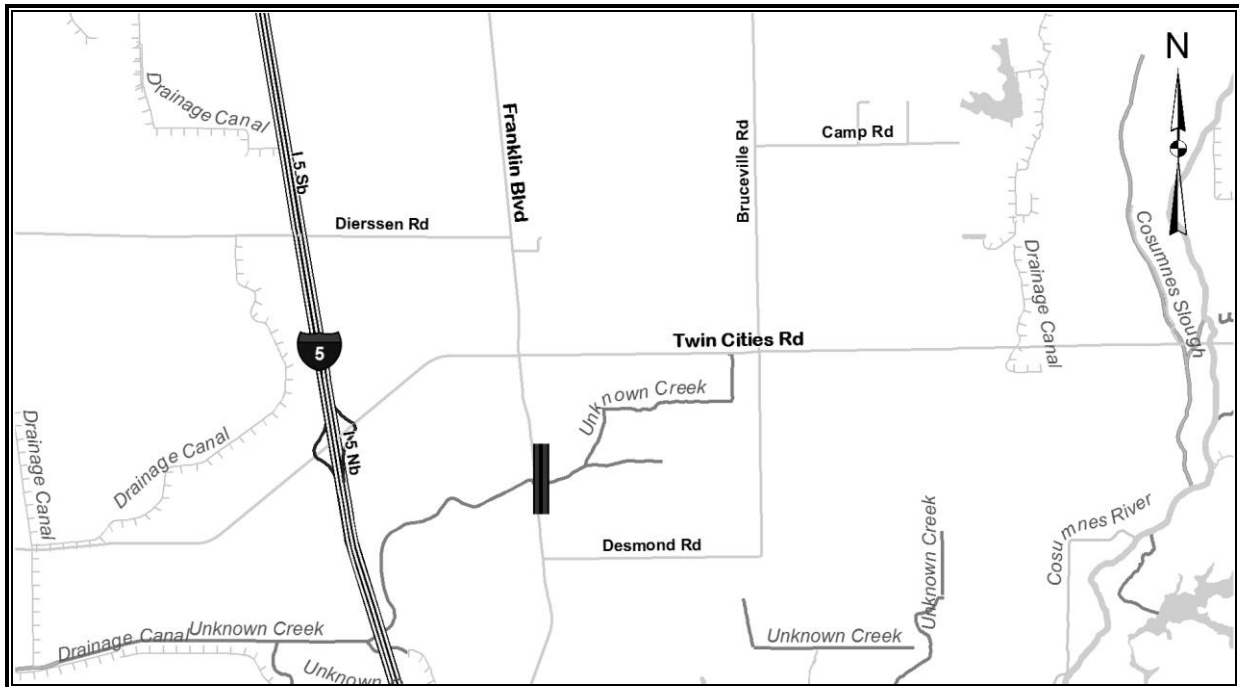 N
Drainage Canal
Franklin Blvd
Bruceville Rd
Camp Rd
I 5 Sb
Dierssen Rd
Cosumnes Slough
Drainage Canal
5
Twin Cities Rd
Unknown Creek
Drainage Canal
Drainage Canal
I 5 Nb
Desmond Rd
Unknown Creek
Cosumnes River
Drainage Canal
Unknown Creek
Unknown Creek
Unknown